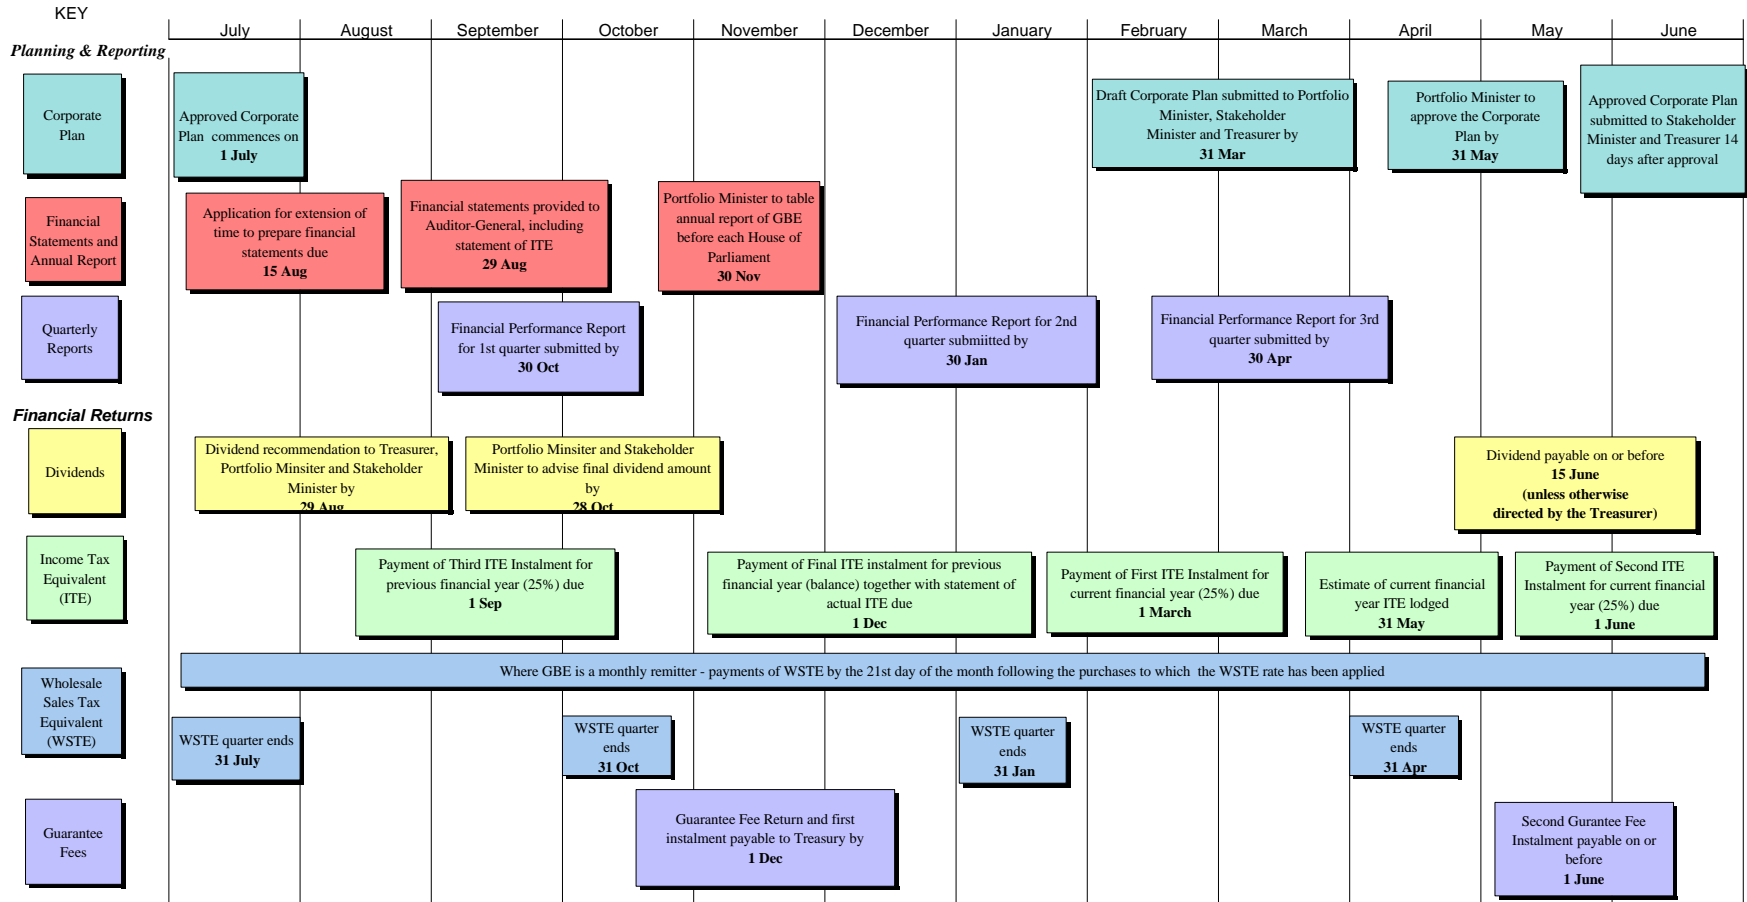 KEY
July August September October November December January February March April May June
Planning & Reporting
Corporate
Plan
Approved Corporate
Plan commences on
1 July
Draft Corporate Plan submitted to Portfolio
Minister, Stakeholder
Minister and Treasurer by
31 Mar
Portfolio Minister to
approve the Corporate
Plan by
31 May
Approved Corporate Plan
submitted to Stakeholder
Minister and Treasurer 14
days after approval
Financial
Statements and
Annual Report
Application for extension of
time to prepare financial
statements due
15 Aug
Financial statements provided to
Auditor-General, including
statement of ITE
29 Aug
Portfolio Minister to table
annual report of GBE
before each House of
Parliament
30 Nov
Quarterly
Reports
Financial Performance Report
for 1st quarter submitted by
30 Oct
Financial Performance Report for 2nd
quarter submiitted by
30 Jan
Financial Performance Report for 3rd
quarter submitted by
30 Apr
Financial Returns
Dividends
Dividend recommendation to Treasurer,
Portfolio Minsiter and Stakeholder
Minister by
29 Aug
Portfolio Minsiter and Stakeholder
Minister to advise final dividend amount
by
28 Oct
Dividend payable on or before
15 June
(unless otherwise
directed by the Treasurer)
Income Tax
Equivalent
(ITE)
Payment of Third ITE Instalment for
previous financial year (25%) due
1 Sep
Payment of Final ITE instalment for previous
financial year (balance) together with statement of
actual ITE due
1 Dec
Payment of First ITE Instalment for
current financial year (25%) due
1 March
Estimate of current financial
year ITE lodged
31 May
Payment of Second ITE
Instalment for current financial
year (25%) due
1 June
Wholesale
Sales Tax
Equivalent
(WSTE)
Where GBE is a monthly remitter - payments of WSTE by the 21st day of the month following the purchases to which the WSTE rate has been applied
WSTE quarter ends
31 July
WSTE quarter
ends
31 Oct
WSTE quarter
ends
31 Jan
WSTE quarter
ends
31 Apr
Guarantee
Fees
Guarantee Fee Return and first
instalment payable to Treasury by
1 Dec
Second Gurantee Fee
Instalment payable on or
before
1 June